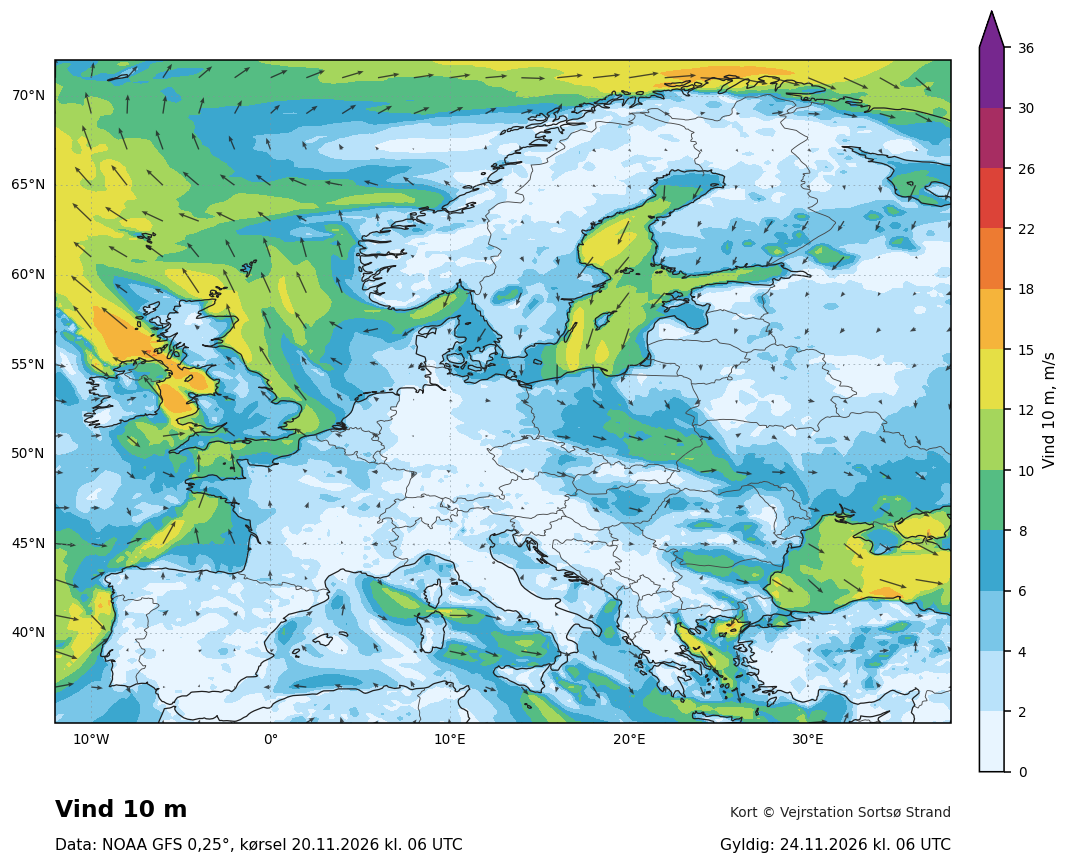 36
30
26
22
18
15
12
10
8
6
4
2
0
Vind 10 m, m/s
70°N
65°N
60°N
55°N
50°N
45°N
40°N
10°W
0°
10°E
20°E
30°E
Vind 10 m
Kort © Vejrstation Sortsø Strand
Data: NOAA GFS 0,25°, kørsel 20.11.2026 kl. 06 UTC
Gyldig: 24.11.2026 kl. 06 UTC